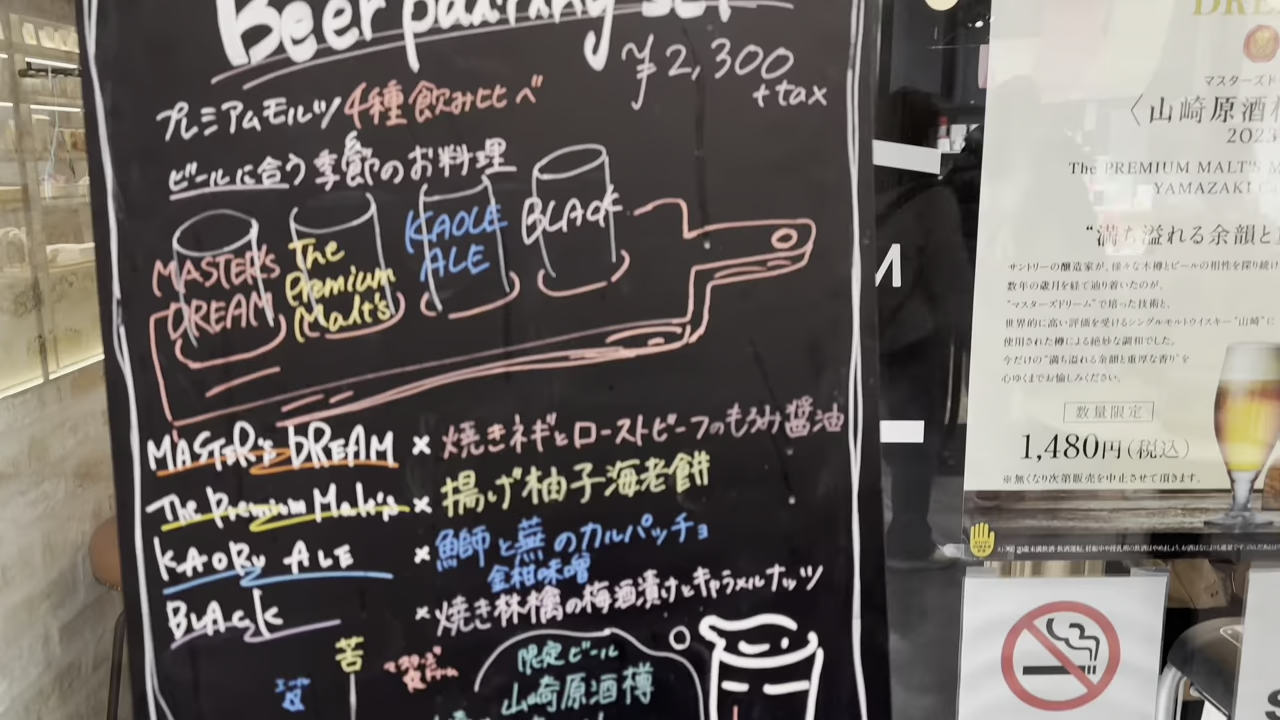 Beer pairing set
¥2,300
+tax
プレミアムモルツ4種飲み比べ
ビールに合う季節のお料理
MASTER'S DREAM
The Premium Malt's
KAOLE ALE
BLACK
MASTER'S DREAM × 焼きネギとローストビーフのもろみ醤油
The Premium Malt's × 揚げ柚子海老餅
KAORU ALE × 鰤と蕪のカルパッチョ
金柑味噌
BLACK × 焼き林檎の梅酒漬けとキャラメルナッツ
苦
限定ビール
山崎原酒樽
M
マスターズド
〈山崎原酒
2023
The PREMIUM MALT'S M
YAMAZAKI
“満ち溢れる余韻と
サントリーの醸造家が、様々な木樽とビールの相性を探り続け
数年の歳月を経て辿り着いたのが、
“マスターズドリーム”で培った技術と、
世界的に高い評価を受けるシングルモルトウイスキー“山崎”に
使用された樽による絶妙な調和でした。
今だけの“満ち溢れる余韻と重厚な香り”を
心ゆくまでお愉しみください。
数量限定
1,480円(税込)
※無くなり次第販売を中止させて頂きます。